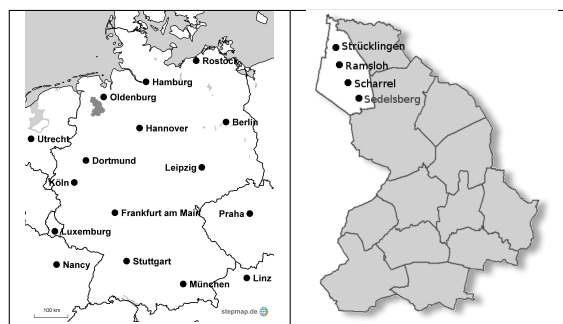 Rostock
Hamburg
Oldenburg
Berlin
Hannover
Utrecht
Dortmund
Leipzig
Köln
Frankfurt am Main
Praha
Luxemburg
Nancy
Stuttgart
München
Linz
100 km
stepmap.de
Strücklingen
Ramsloh
Scharrel
Sedelsberg